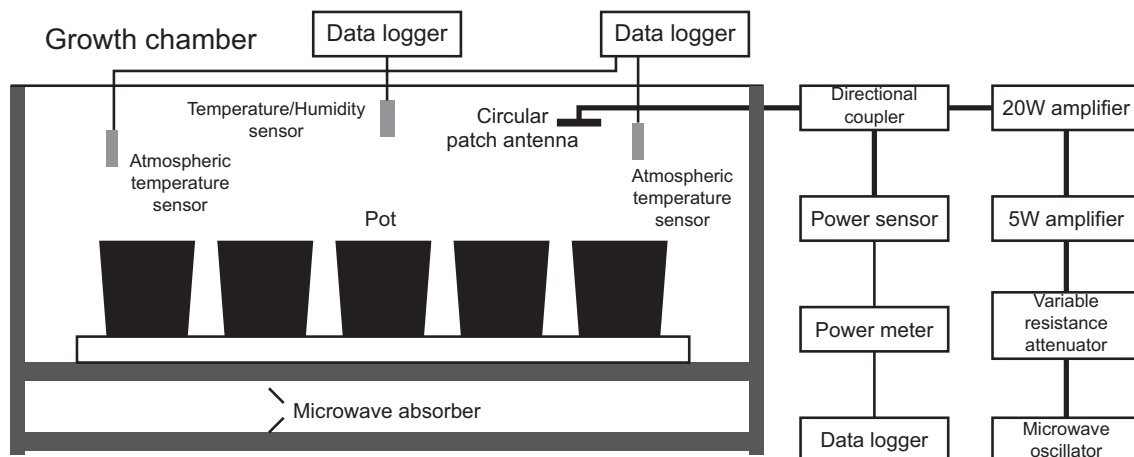 Growth chamber
Data logger
Data logger
Temperature/Humidity
sensor
Circular
patch antenna
Atmospheric
temperature
sensor
Atmospheric
temperature
sensor
Pot
Microwave absorber
Directional
coupler
20W amplifier
Power sensor
5W amplifier
Power meter
Variable
resistance
attenuator
Data logger
Microwave
oscillator